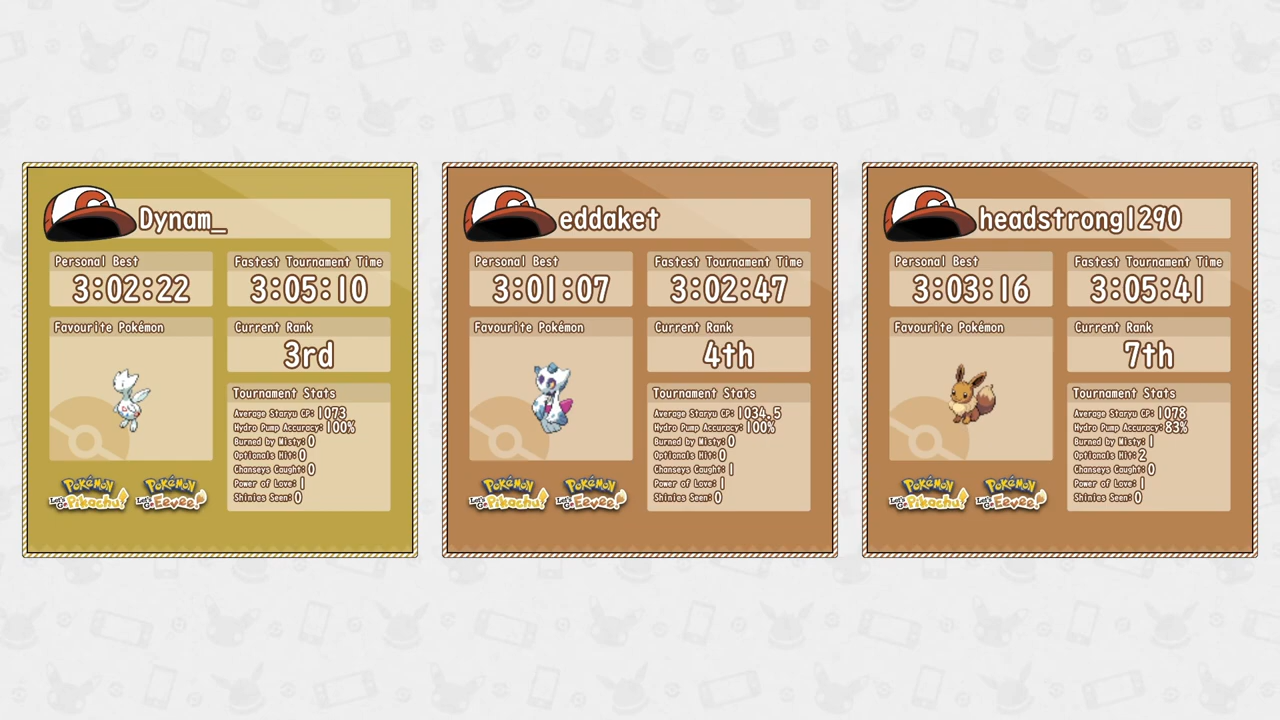 Dynam_
Personal Best
3:02:22
Fastest Tournament Time
3:05:10
Favourite Pokémon
Current Rank
3rd
Tournament Stats
Average Staryu CP: 1073
Hydro Pump Accuracy: 100%
Burned by Misty: 0
Optionals Hit: 0
Chanseys Caught: 0
Power of Love: 1
Shinies Seen: 0
POKéMON
Let's Go Pikachu!
POKéMON
Let's Go Eevee!
eddaket
Personal Best
3:01:07
Fastest Tournament Time
3:02:47
Favourite Pokémon
Current Rank
4th
Tournament Stats
Average Staryu CP: 1034.5
Hydro Pump Accuracy: 100%
Burned by Misty: 0
Optionals Hit: 0
Chanseys Caught: 1
Power of Love: 1
Shinies Seen: 0
POKéMON
Let's Go Pikachu!
POKéMON
Let's Go Eevee!
headstrong1290
Personal Best
3:03:16
Fastest Tournament Time
3:05:41
Favourite Pokémon
Current Rank
7th
Tournament Stats
Average Staryu CP: 1078
Hydro Pump Accuracy: 83%
Burned by Misty: 1
Optionals Hit: 2
Chanseys Caught: 0
Power of Love: 1
Shinies Seen: 0
POKéMON
Let's Go Pikachu!
POKéMON
Let's Go Eevee!